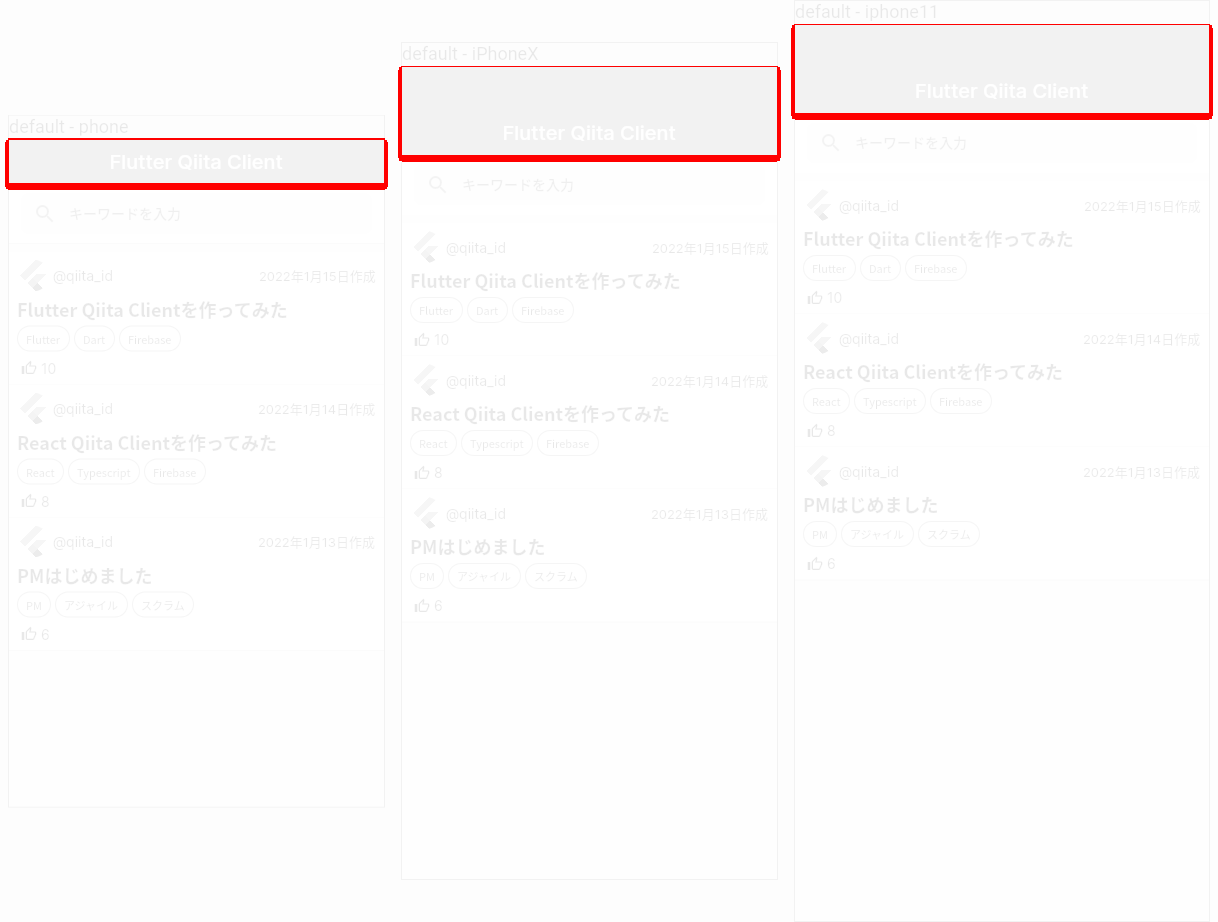 default - phone
Flutter Qiita Client
キーワードを入力
@qiita_id 2022年1月15日作成
Flutter Qiita Clientを作ってみた
Flutter Dart Firebase
10
@qiita_id 2022年1月14日作成
React Qiita Clientを作ってみた
React Typescript Firebase
8
@qiita_id 2022年1月13日作成
PMはじめました
PM アジャイル スクラム
6
default - iPhoneX
Flutter Qiita Client
キーワードを入力
@qiita_id 2022年1月15日作成
Flutter Qiita Clientを作ってみた
Flutter Dart Firebase
10
@qiita_id 2022年1月14日作成
React Qiita Clientを作ってみた
React Typescript Firebase
8
@qiita_id 2022年1月13日作成
PMはじめました
PM アジャイル スクラム
6
default - iphone11
Flutter Qiita Client
キーワードを入力
@qiita_id 2022年1月15日作成
Flutter Qiita Clientを作ってみた
Flutter Dart Firebase
10
@qiita_id 2022年1月14日作成
React Qiita Clientを作ってみた
React Typescript Firebase
8
@qiita_id 2022年1月13日作成
PMはじめました
PM アジャイル スクラム
6